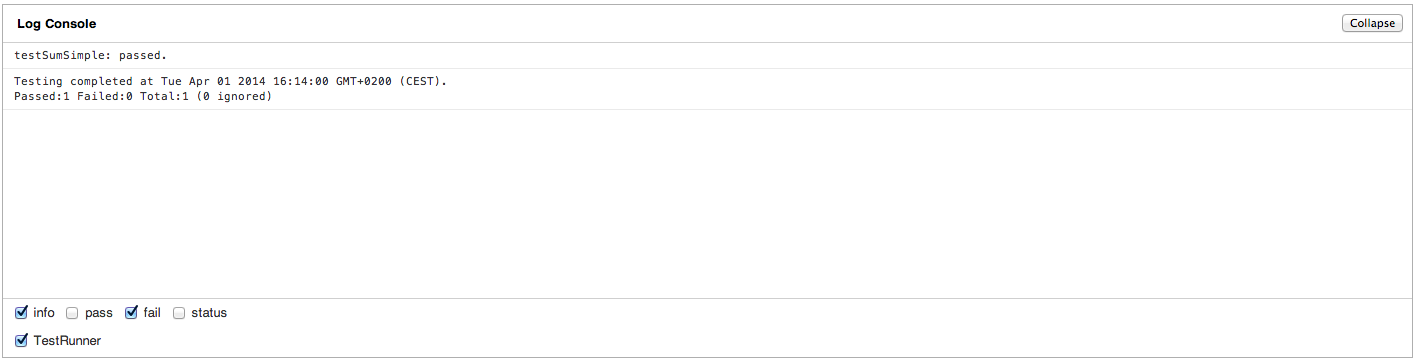 Log Console
Collapse
testSumSimple: passed.
Testing completed at Tue Apr 01 2014 16:14:00 GMT+0200 (CEST).
Passed:1 Failed:0 Total:1 (0 ignored)
info pass fail status
TestRunner